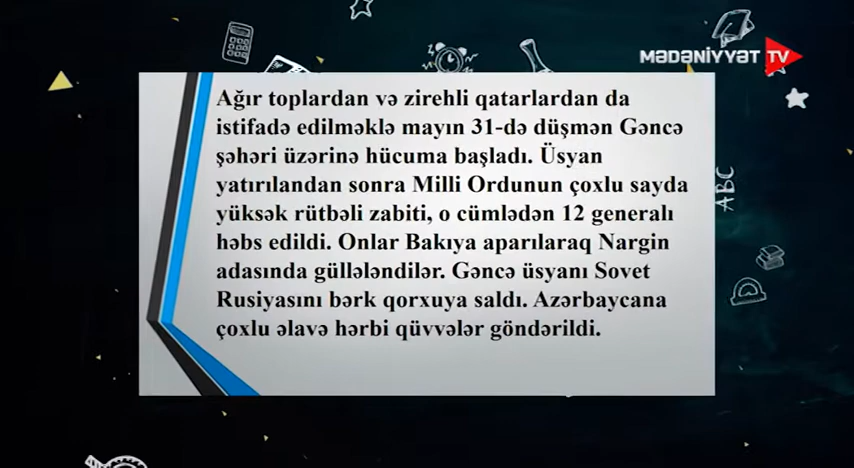 MƏDƏNİYYƏT TV
Ağır toplardan və zirehli qatarlardan da
istifadə edilməklə mayın 31-də düşmən Gəncə
şəhəri üzərinə hücuma başladı. Üsyan
yatırılandan sonra Milli Ordunun çoxlu sayda
yüksək rütbəli zabiti, o cümlədən 12 generalı
həbs edildi. Onlar Bakıya aparılaraq Nargin
adasında güllələndilər. Gəncə üsyanı Sovet
Rusiyasını bərk qorxuya saldı. Azərbaycana
çoxlu əlavə hərbi qüvvələr göndərildi.
ABC